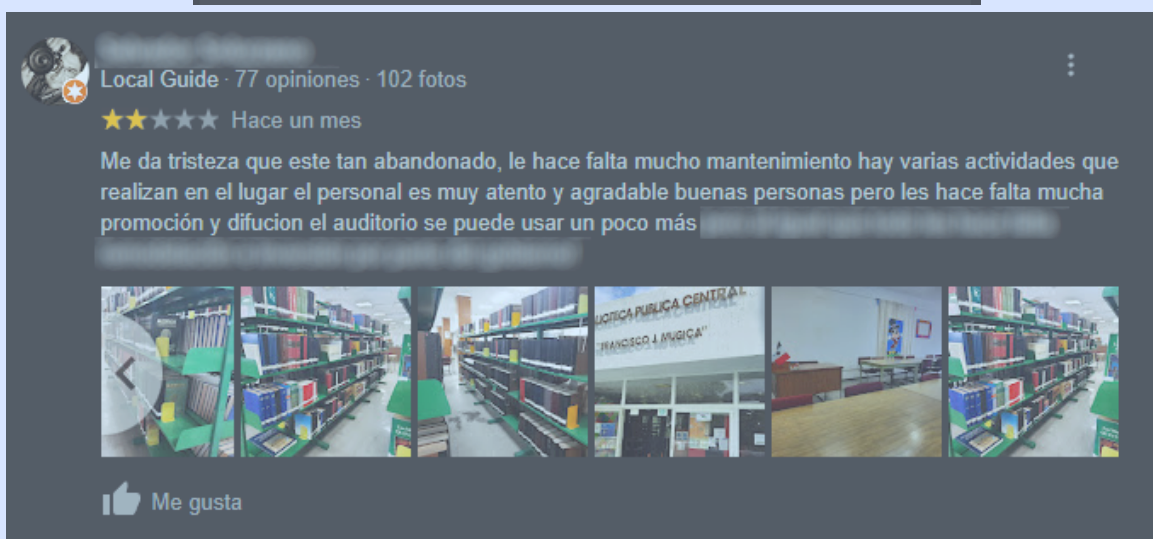 Local Guide · 77 opiniones · 102 fotos
Hace un mes
Me da tristeza que este tan abandonado, le hace falta mucho mantenimiento hay varias actividades que
realizan en el lugar el personal es muy atento y agradable buenas personas pero les hace falta mucha
promoción y difucion el auditorio se puede usar un poco más
BLIOTECA PUBLICA CENTRAL
"FRANCISCO J. MUGICA"
Me gusta